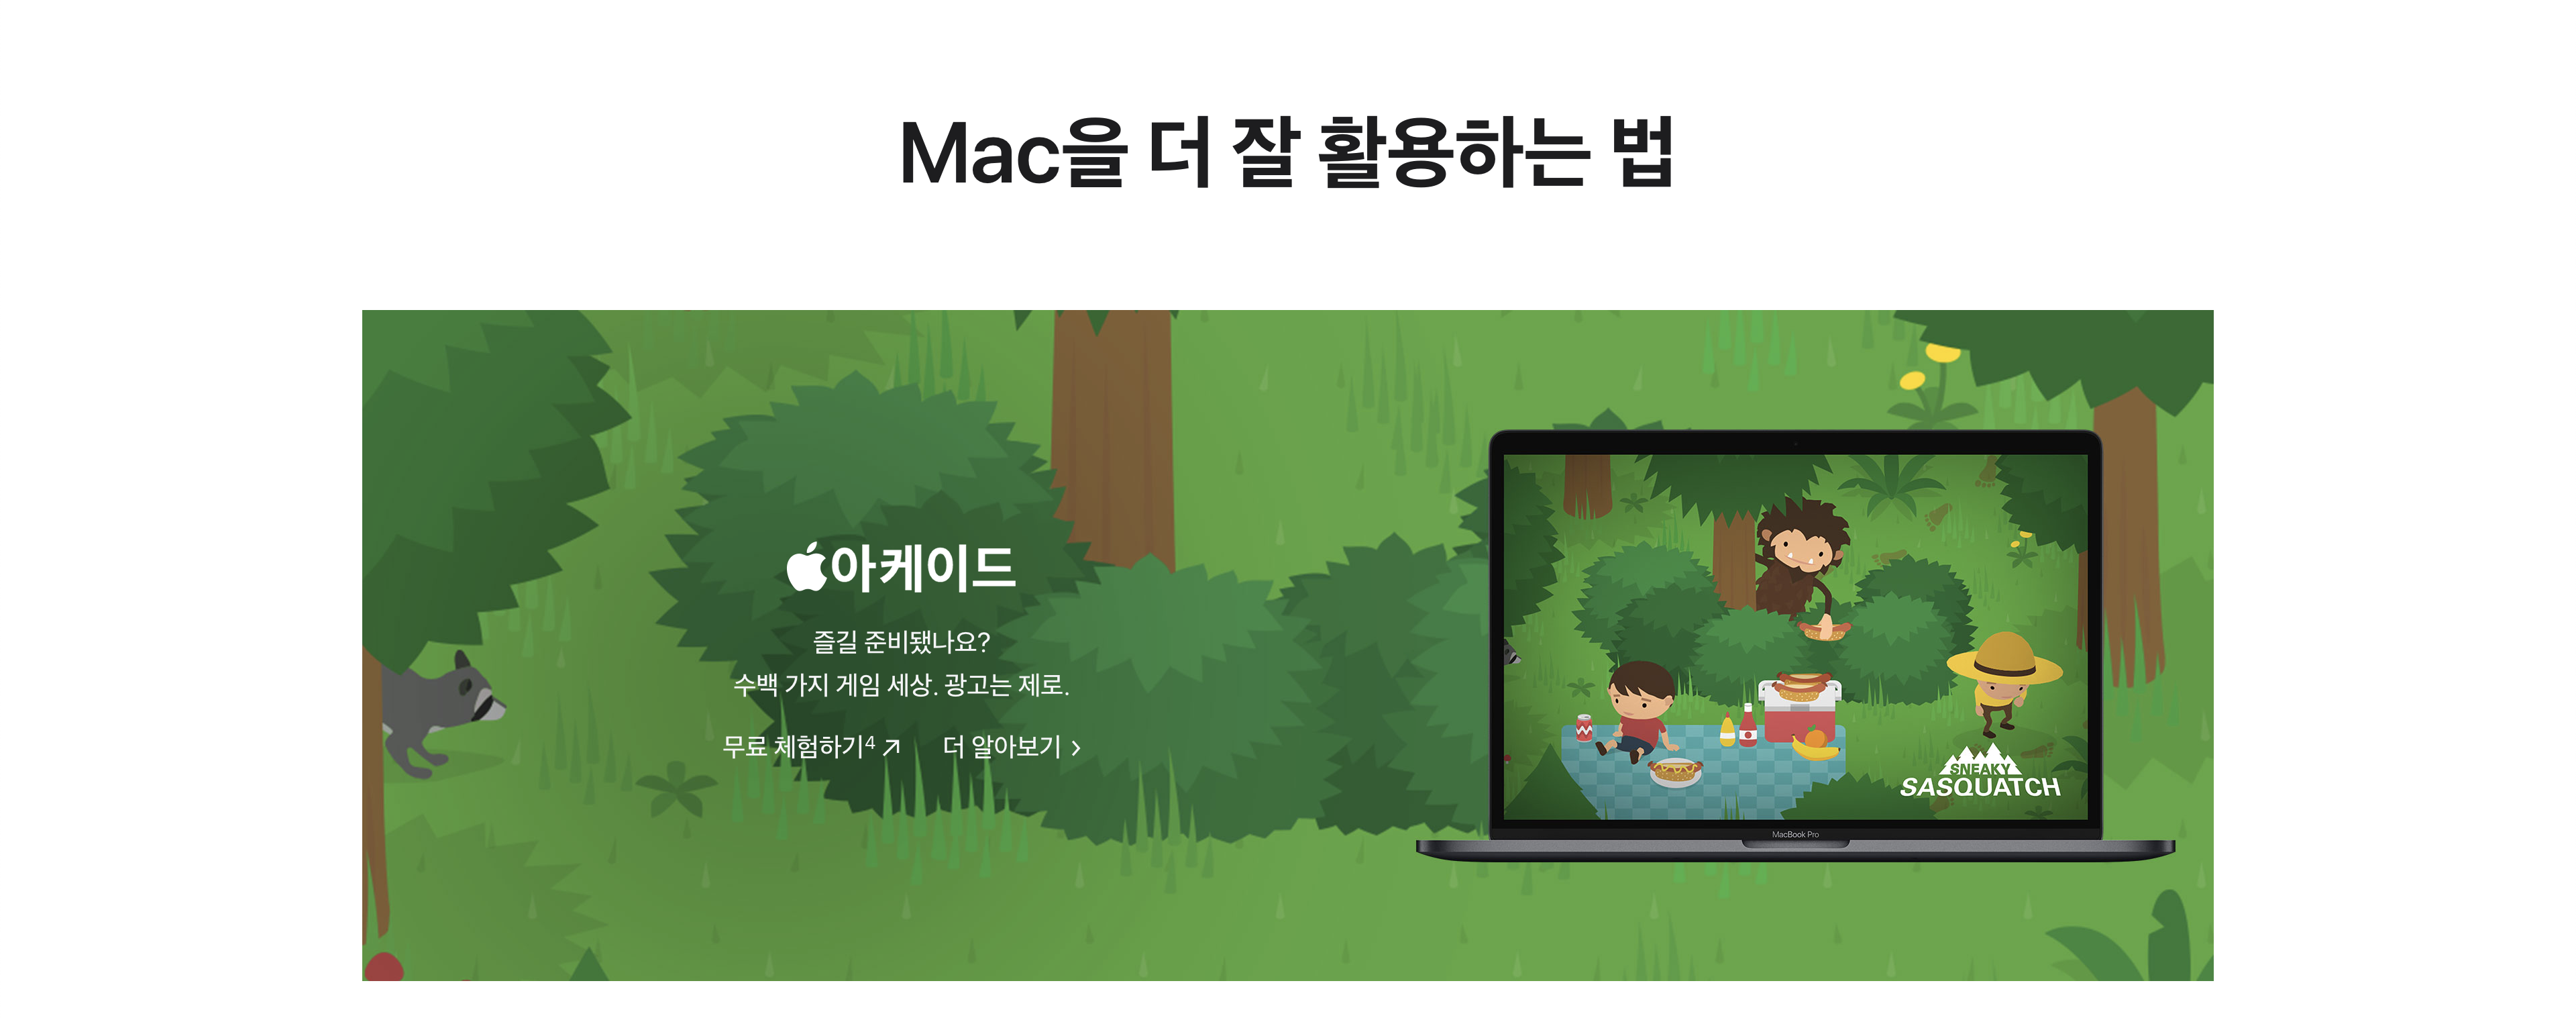 Mac을 더 잘 활용하는 법
아케이드
즐길 준비됐나요?
수백 가지 게임 세상. 광고는 제로.
무료 체험하기4 더 알아보기
SNEAKY
SASQUATCH
MacBook Pro